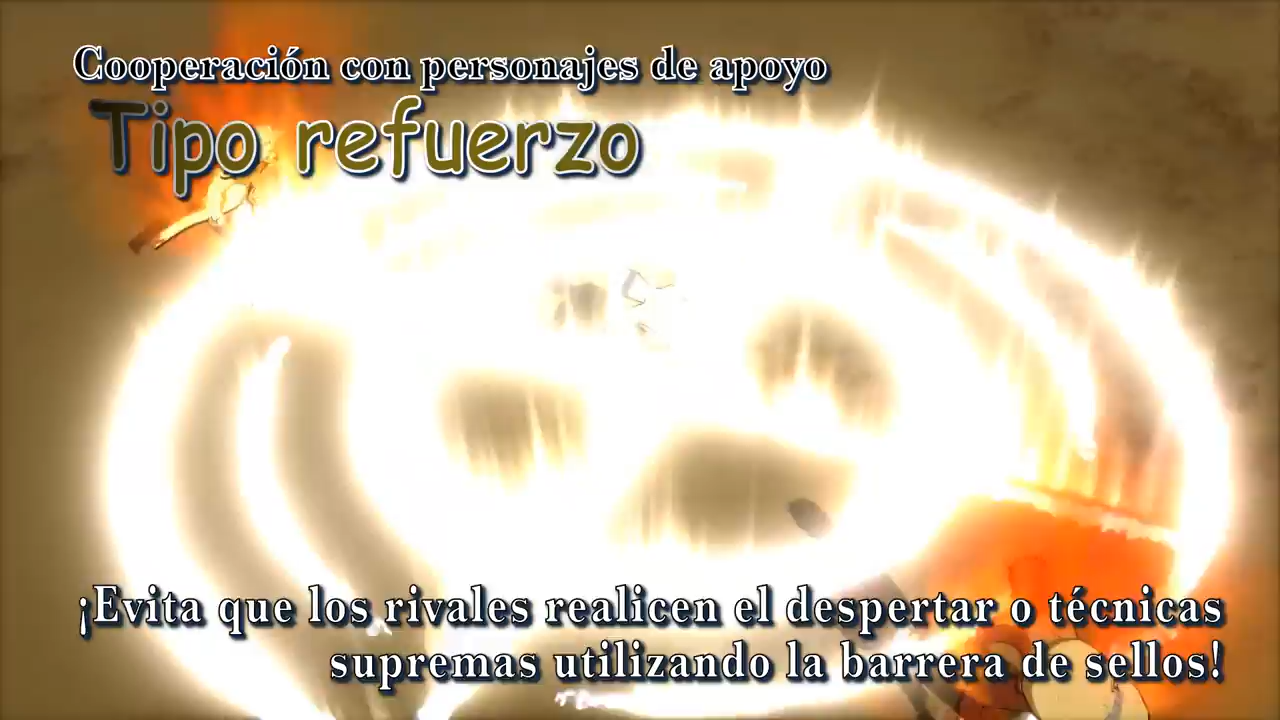 Cooperación con personajes de apoyo
Tipo refuerzo
¡Evita que los rivales realicen el despertar o técnicas
supremas utilizando la barrera de sellos!